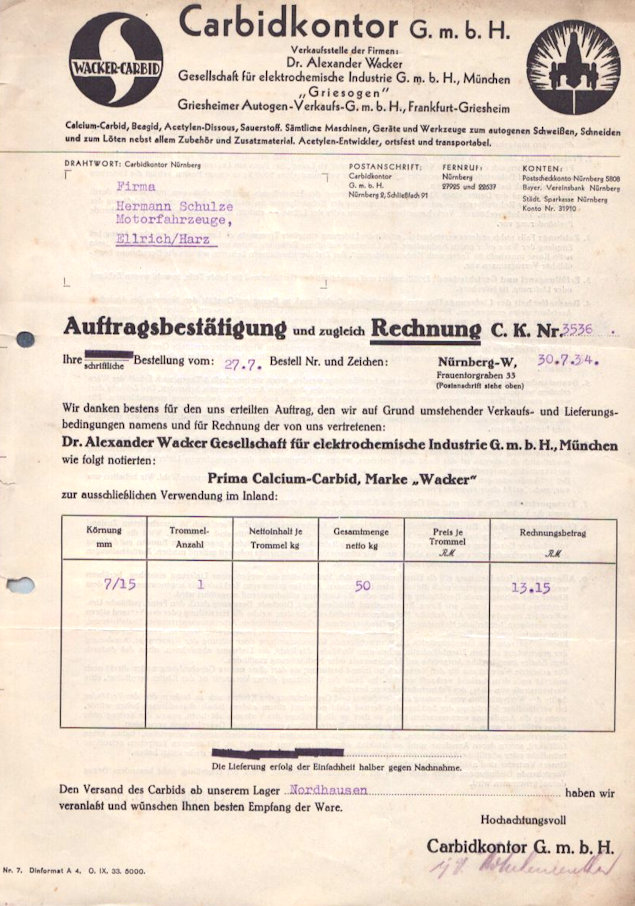 Carbidkontor G. m. b. H.
WACKER-CARBID
Verkaufsstelle der Firmen:
Dr. Alexander Wacker
Gesellschaft für elektrochemische Industrie G. m. b. H., München
„Griesogen"
Griesheimer Autogen-Verkaufs-G. m. b. H., Frankfurt-Griesheim
Calcium-Carbid, Beagid, Acetylen-Dissous, Sauerstoff. Sämtliche Maschinen, Geräte und Werkzeuge zum autogenen Schweißen, Schneiden
und zum Löten nebst allem Zubehör und Zusatzmaterial. Acetylen-Entwickler, ortsfest und transportabel.
DRAHTWORT: Carbidkontor Nürnberg
Firma
Hermann Schulze
Motorfahrzeuge,
Ellrich/Harz
POSTANSCHRIFT:
Carbidkontor
G. m. b. H.
Nürnberg 2, Schließfach 91
FERNRUF:
Nürnberg
27925 und 22537
KONTEN:
Postscheckkonto Nürnberg 5808
Bayer. Vereinsbank Nürnberg
Städt. Sparkasse Nürnberg
Konto Nr. 31910
Auftragsbestätigung und zugleich Rechnung C. K. Nr. 3536
Ihre schriftliche Bestellung vom: 27.7. Bestell Nr. und Zeichen:
Nürnberg-W, 30.7.34.
Frauentorgraben 33
(Postanschrift siehe oben)
Wir danken bestens für den uns erteilten Auftrag, den wir auf Grund umstehender Verkaufs- und Lieferungs-
bedingungen namens und für Rechnung der von uns vertretenen:
Dr. Alexander Wacker Gesellschaft für elektrochemische Industrie G. m. b. H., München
wie folgt notierten:
Prima Calcium-Carbid, Marke „Wacker"
zur ausschließlichen Verwendung im Inland:
Körnung mm Trommel-Anzahl Nettoinhalt je Trommel kg Gesamtmenge netto kg Preis je Trommel RM Rechnungsbetrag RM
7/15 1 50 13.15
Die Lieferung erfolg der Einfachheit halber gegen Nachnahme.
Den Versand des Carbids ab unserem Lager Nordhausen haben wir
veranlaßt und wünschen Ihnen besten Empfang der Ware.
Hochachtungsvoll
Carbidkontor G. m. b. H.
Nr. 7. Dinformat A 4. O. IX. 33. 5000.